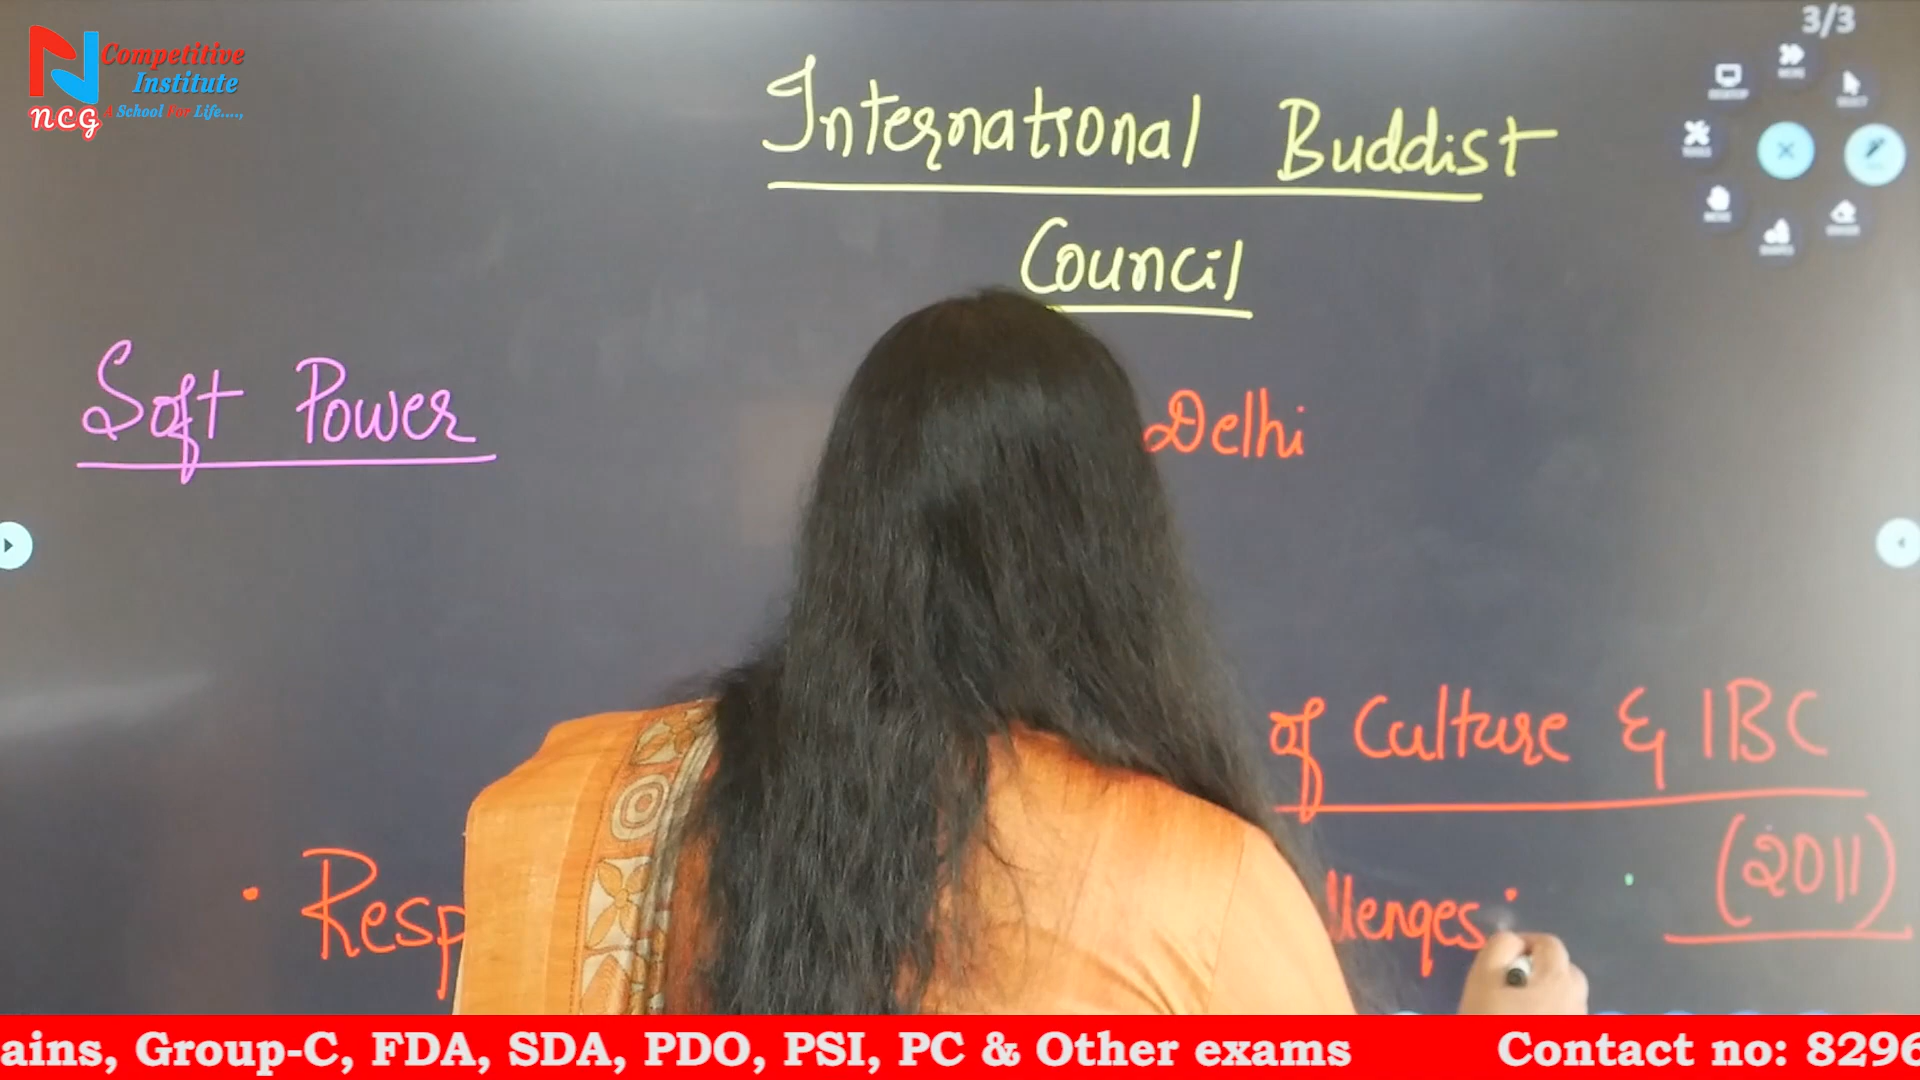 3/3
Competitive
Institute
ncg A School For Life....,
International Buddist
Council
Soft Power
Delhi
of Culture & IBC
(2011)
• Resp
llenges:
ains, Group-C, FDA, SDA, PDO, PSI, PC & Other exams Contact no: 8296